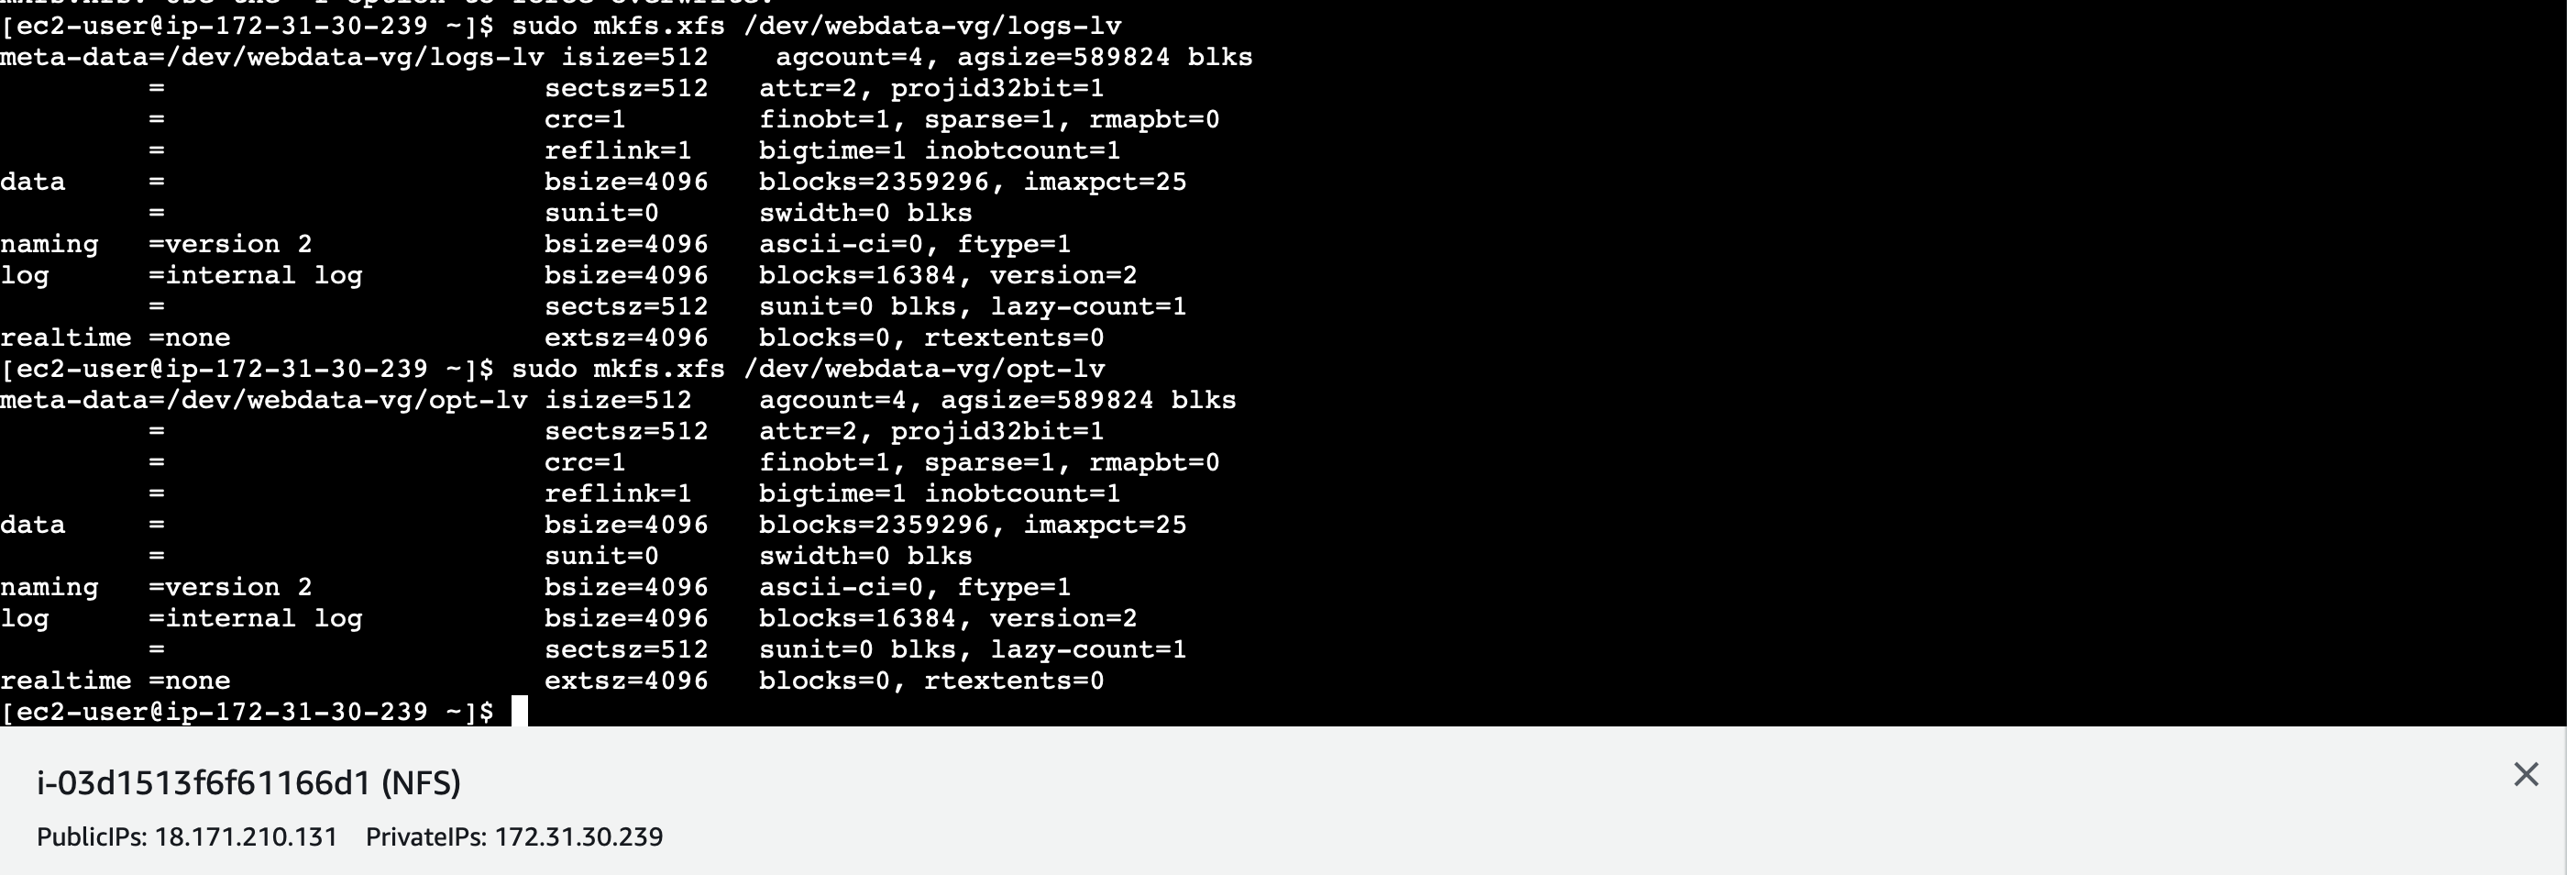 mkfs.xfs: Use the -f option to force overwrite.
[ec2-user@ip-172-31-30-239 ~]$ sudo mkfs.xfs /dev/webdata-vg/logs-lv
meta-data=/dev/webdata-vg/logs-lv isize=512    agcount=4, agsize=589824 blks
         =                       sectsz=512   attr=2, projid32bit=1
         =                       crc=1        finobt=1, sparse=1, rmapbt=0
         =                       reflink=1    bigtime=1 inobtcount=1
data     =                       bsize=4096   blocks=2359296, imaxpct=25
         =                       sunit=0      swidth=0 blks
naming   =version 2              bsize=4096   ascii-ci=0, ftype=1
log      =internal log           bsize=4096   blocks=16384, version=2
         =                       sectsz=512   sunit=0 blks, lazy-count=1
realtime =none                   extsz=4096   blocks=0, rtextents=0
[ec2-user@ip-172-31-30-239 ~]$ sudo mkfs.xfs /dev/webdata-vg/opt-lv
meta-data=/dev/webdata-vg/opt-lv isize=512    agcount=4, agsize=589824 blks
         =                       sectsz=512   attr=2, projid32bit=1
         =                       crc=1        finobt=1, sparse=1, rmapbt=0
         =                       reflink=1    bigtime=1 inobtcount=1
data     =                       bsize=4096   blocks=2359296, imaxpct=25
         =                       sunit=0      swidth=0 blks
naming   =version 2              bsize=4096   ascii-ci=0, ftype=1
log      =internal log           bsize=4096   blocks=16384, version=2
         =                       sectsz=512   sunit=0 blks, lazy-count=1
realtime =none                   extsz=4096   blocks=0, rtextents=0
[ec2-user@ip-172-31-30-239 ~]$
i-03d1513f6f61166d1 (NFS)
PublicIPs: 18.171.210.131 PrivateIPs: 172.31.30.239